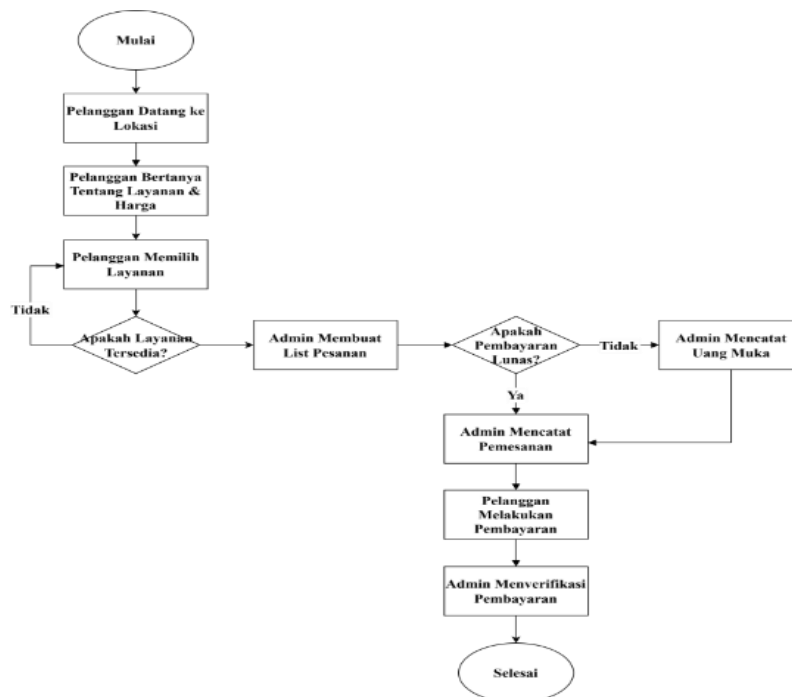 Mulai
Pelanggan Datang ke
Lokasi
Pelanggan Bertanya
Tentang Layanan &
Harga
Pelanggan Memilih
Layanan
Tidak
Apakah Layanan
Tersedia?
Admin Membuat
List Pesanan
Apakah
Pembayaran
Lunas?
Tidak
Admin Mencatat
Uang Muka
Ya
Admin Mencatat
Pemesanan
Pelanggan
Melakukan
Pembayaran
Admin Menverifikasi
Pembayaran
Selesai